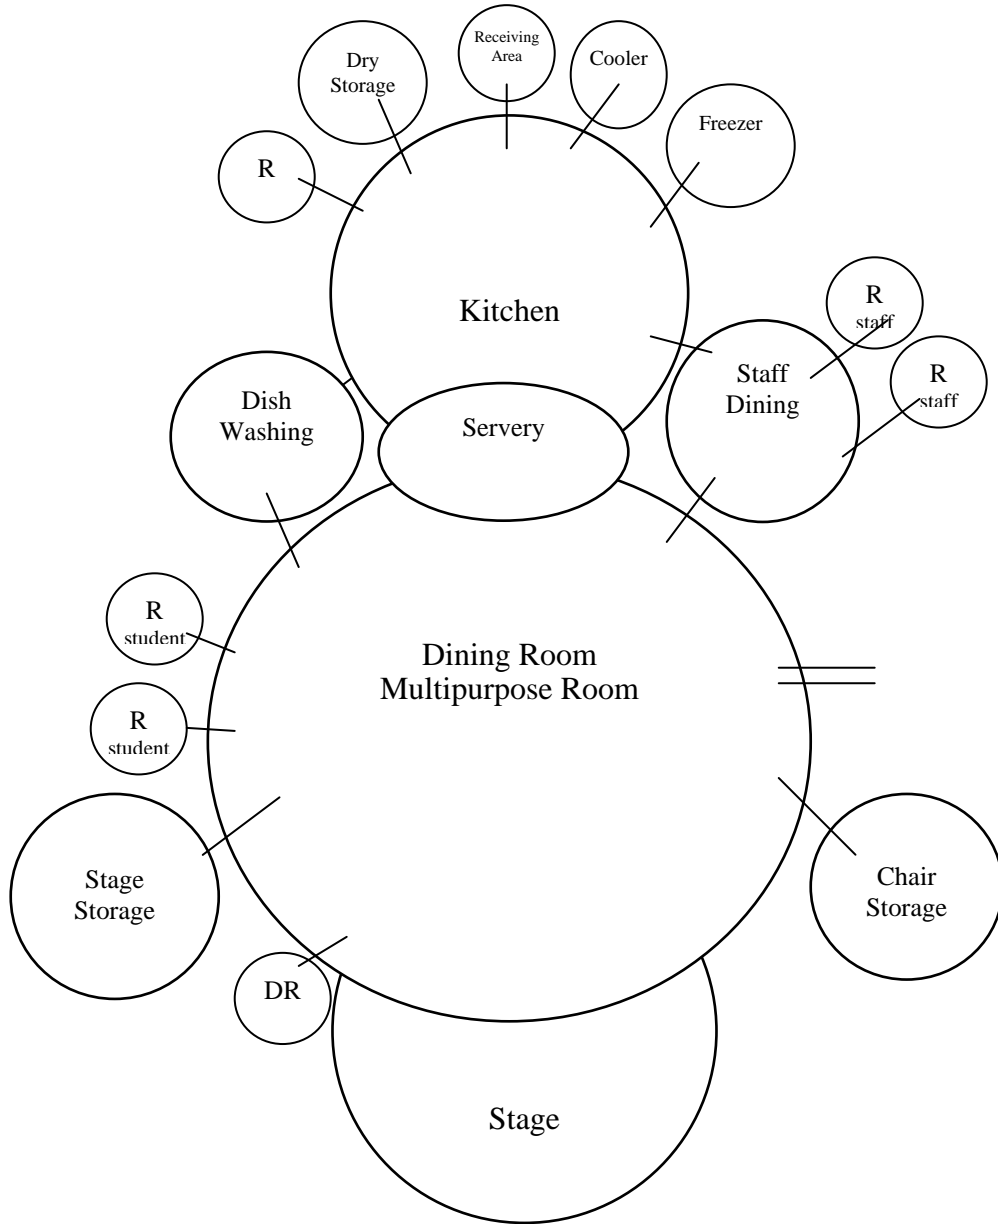 Receiving
Area
Dry
Storage
Cooler
Freezer
R
Kitchen
R
staff
R
staff
Staff
Dining
Dish
Washing
Servery
R
student
Dining Room
Multipurpose Room
R
student
Stage
Storage
Chair
Storage
DR
Stage